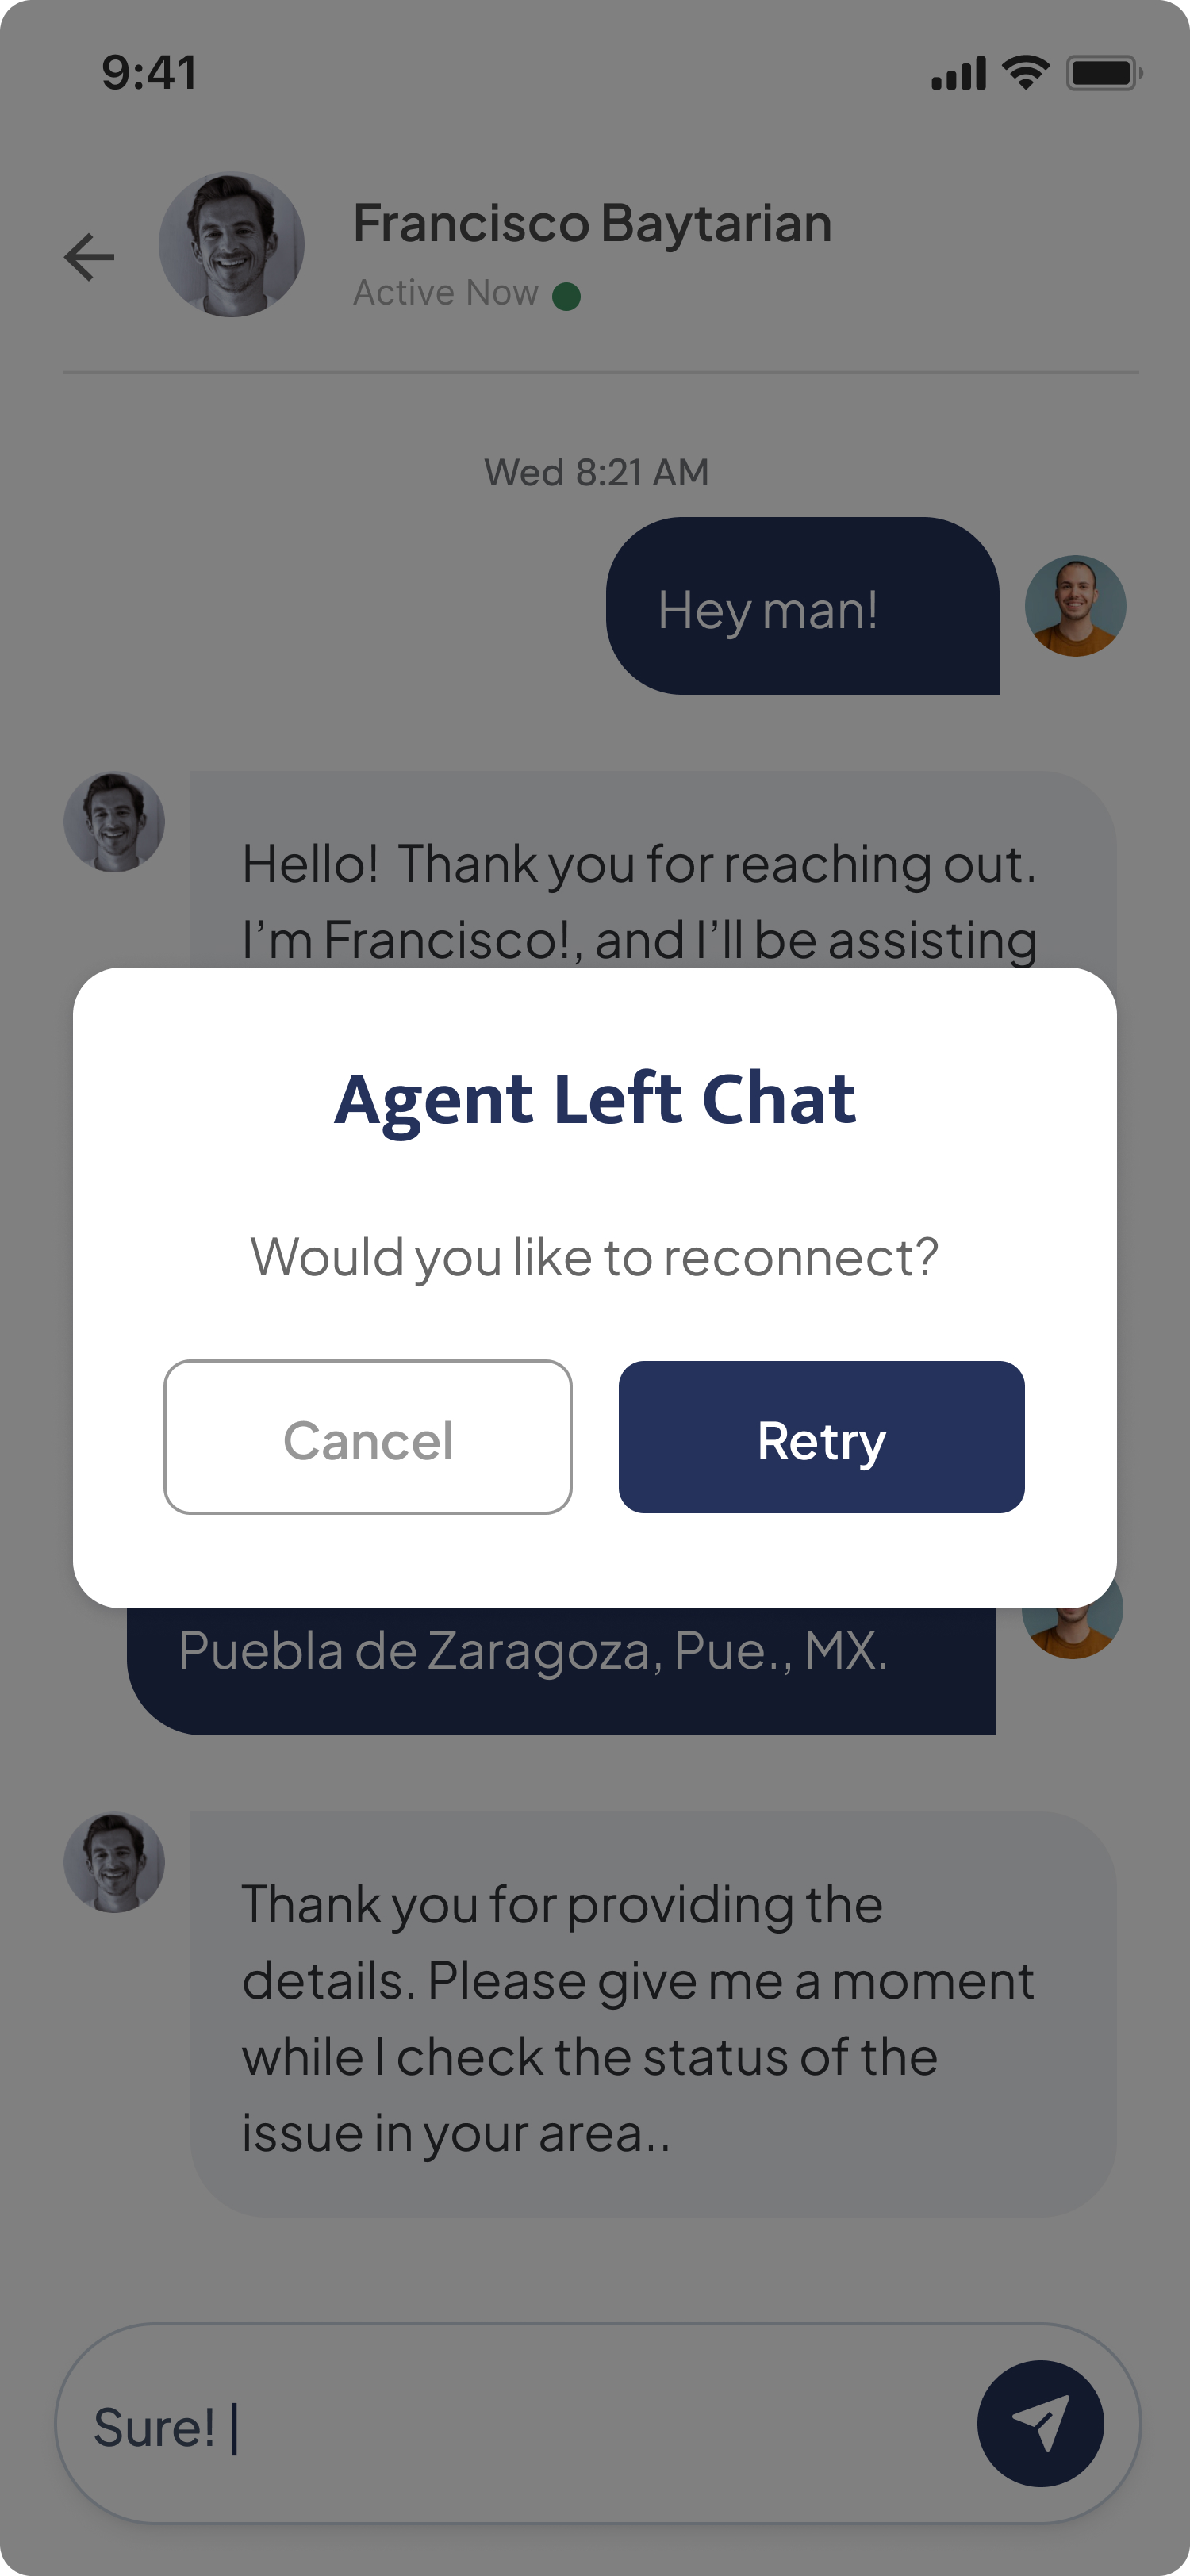 9:41
Francisco Baytarian
Active Now
Wed 8:21 AM
Hey man!
Hello!  Thank you for reaching out.
I’m Francisco!, and I’ll be assisting
Agent Left Chat
Would you like to reconnect?
Cancel
Retry
Puebla de Zaragoza, Pue., MX.
Thank you for providing the
details. Please give me a moment
while I check the status of the
issue in your area..
Sure!